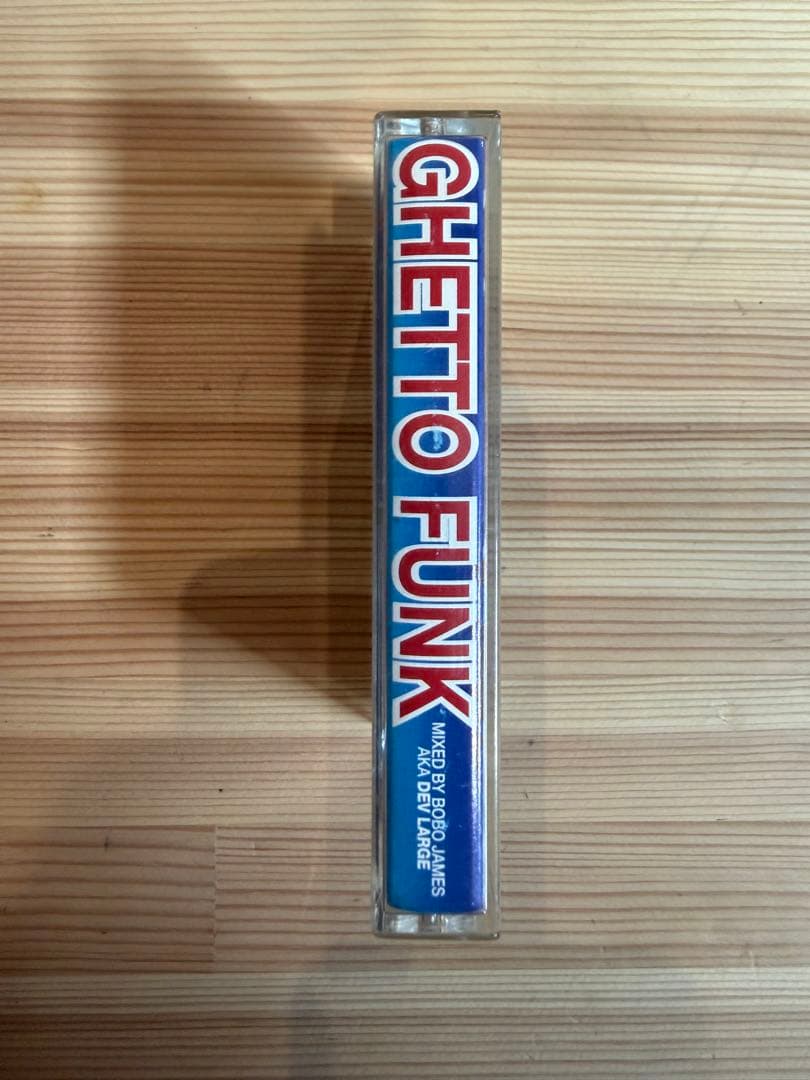 GHETTO FUNK
MIXED BY BOBO JAMES
AKA DEV LARGE